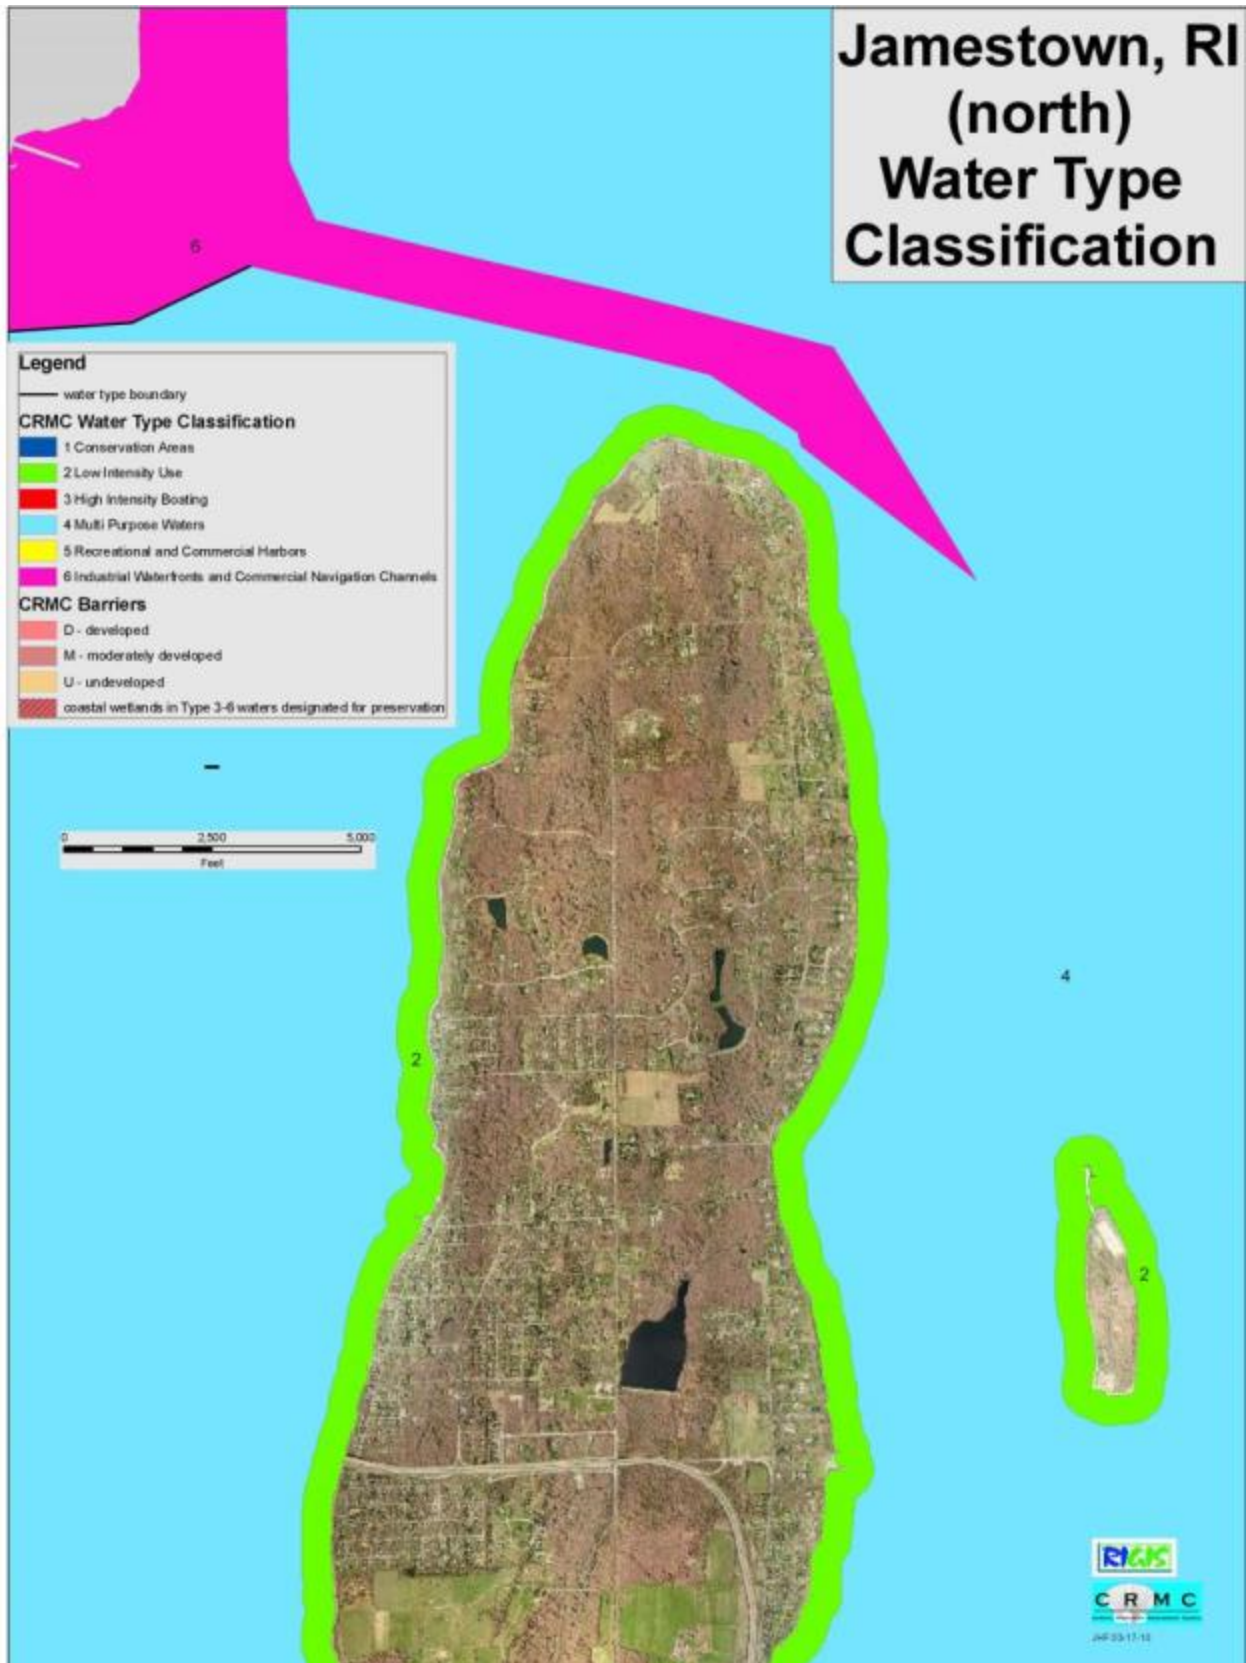 Jamestown, RI
(north)
Water Type
Classification
6
Legend
water type boundary
CRMC Water Type Classification
1 Conservation Areas
2 Low Intensity Use
3 High Intensity Boating
4 Multi Purpose Waters
5 Recreational and Commercial Harbors
6 Industrial Waterfronts and Commercial Navigation Channels
CRMC Barriers
D - developed
M - moderately developed
U - undeveloped
coastal wetlands in Type 3-6 waters designated for preservation
0 2,500 5,000
Feet
4
2
2
RIGIS
C R M C